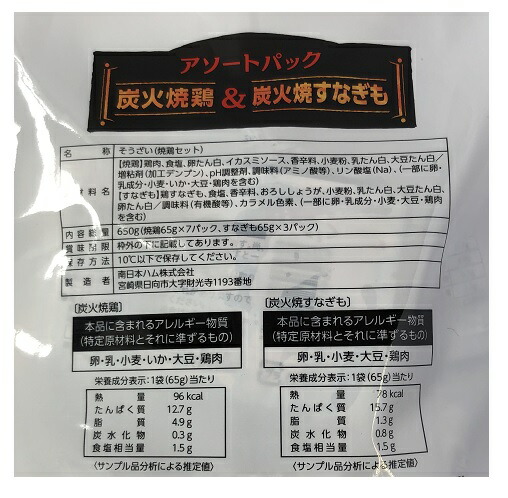 アソートパック
炭火焼鶏&炭火焼すなぎも
名 称 そうざい(焼鶏セット)
[焼鶏]鶏肉、食塩、卵たん白、イカスミソース、香辛料、小麦粉、乳たん白、大豆たん白/
増粘剤(加工デンプン)、pH調整剤、調味料(アミノ酸等)、リン酸塩(Na)、(一部に卵・
材料名 乳成分・小麦・いか・大豆・鶏肉を含む)
[すなぎも]鶏すなぎも、食塩、香辛料、おろししょうが、小麦粉、乳たん白、大豆たん白、
卵たん白/調味料(有機酸等)、カラメル色素、(一部に卵・乳成分・小麦・大豆・鶏肉
を含む)
内容総量 650g(焼鶏65g×7パック、すなぎも65g×3パック)
賞味期限 枠外の下に記載してあります。
保存方法 10℃以下で保存してください。
製造者 南日本ハム株式会社
宮崎県日向市大字財光寺1193番地
〔炭火焼鶏〕
本品に含まれるアレルギー物質
(特定原材料とそれに準ずるもの)
卵・乳・小麦・いか・大豆・鶏肉
栄養成分表示:1袋(65g)当たり
熱量 96 kcal
たんぱく質 12.7 g
脂質 4.9 g
炭水化物 0.3 g
食塩相当量 1.5 g
〈サンプル品分析による推定値〉
〔炭火焼すなぎも〕
本品に含まれるアレルギー物質
(特定原材料とそれに準ずるもの)
卵・乳・小麦・大豆・鶏肉
栄養成分表示:1袋(65g)当たり
熱量 78 kcal
たんぱく質 15.7 g
脂質 1.3 g
炭水化物 0.8 g
食塩相当量 1.5 g
〈サンプル品分析による推定値〉